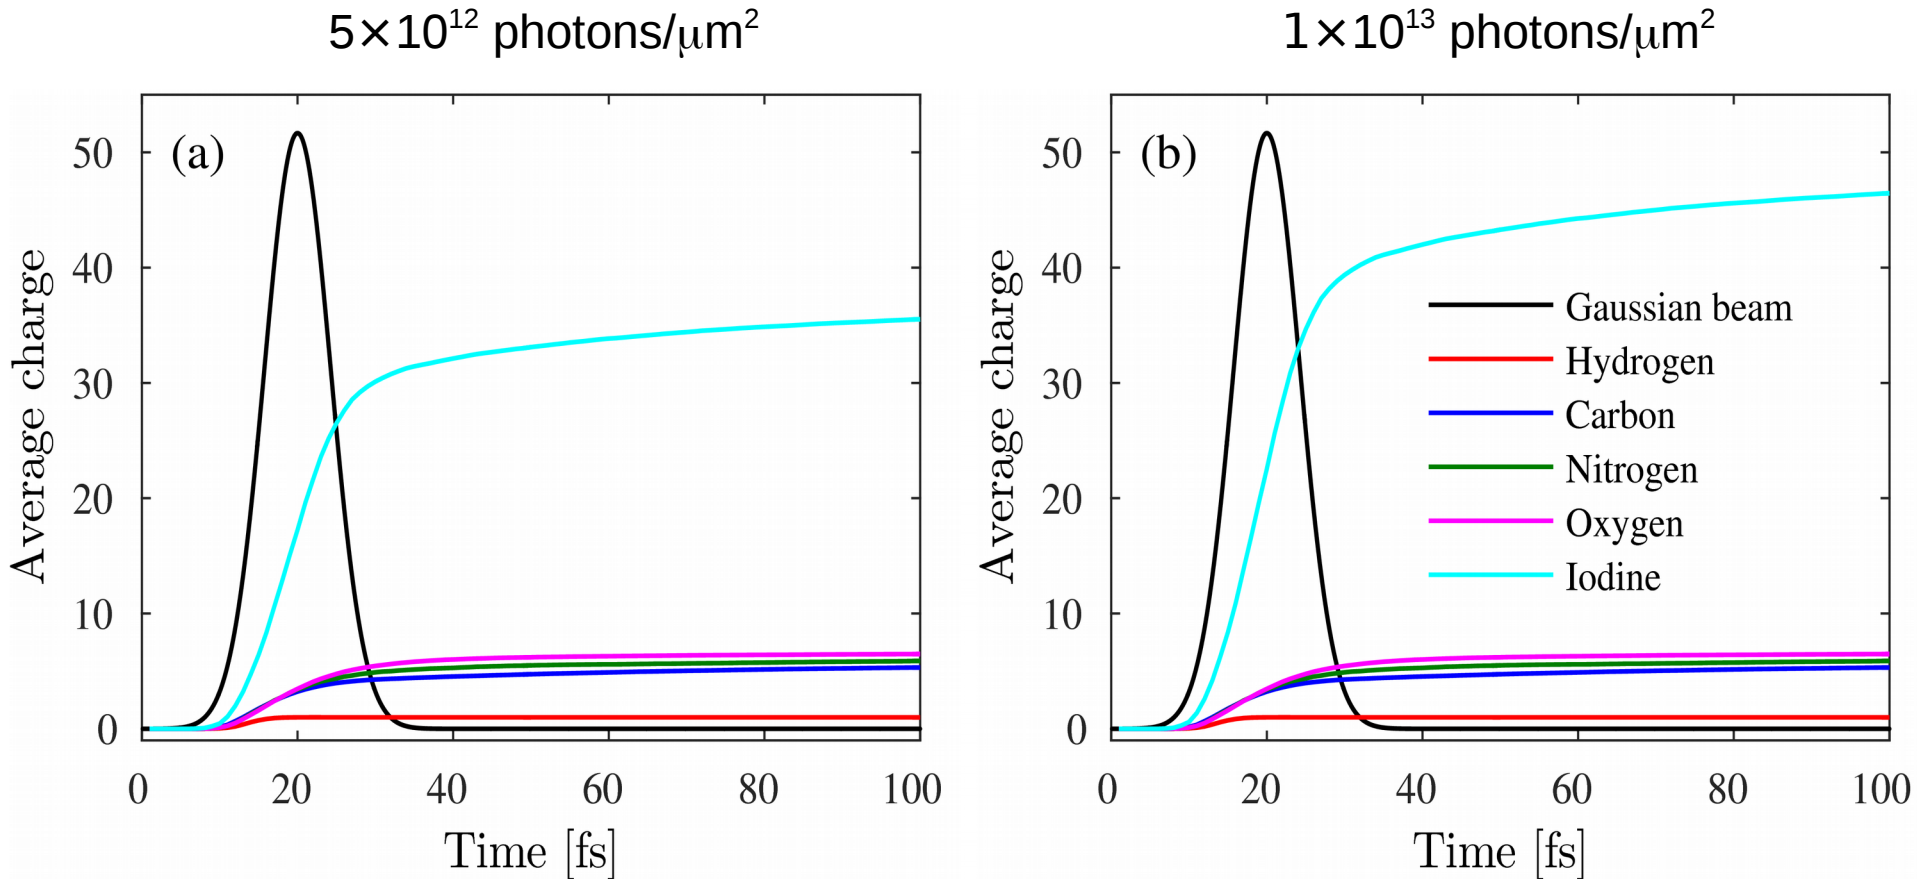 5×10¹² photons/μm²
1×10¹³ photons/μm²
(a)
50
40
30
20
10
0
0 20 40 60 80 100
Average charge
Time [fs]
(b)
50
40
30
20
10
0
0 20 40 60 80 100
Average charge
Time [fs]
Gaussian beam
Hydrogen
Carbon
Nitrogen
Oxygen
Iodine